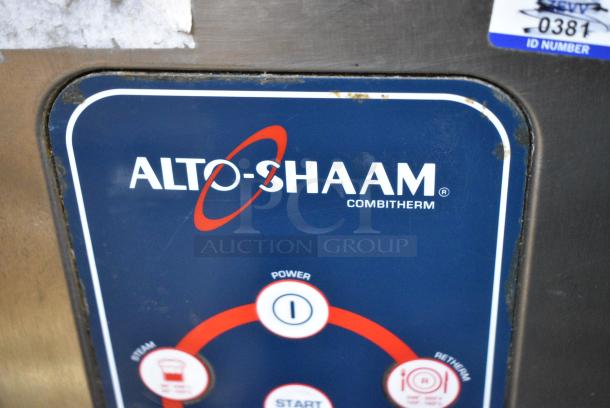 0381
ID NUMBER
ALTO-SHAAM®
COMBITHERM
PCI
AUCTION GROUP
POWER
STEAM
RETHERM
R
START